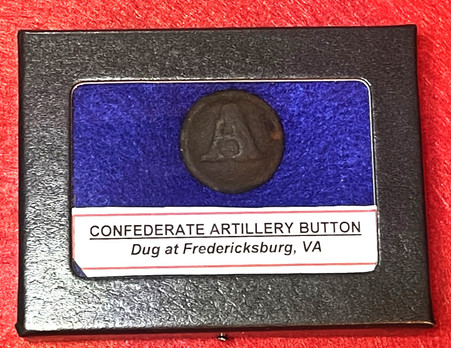 A
CONFEDERATE ARTILLERY BUTTON
Dug at Fredericksburg, VA